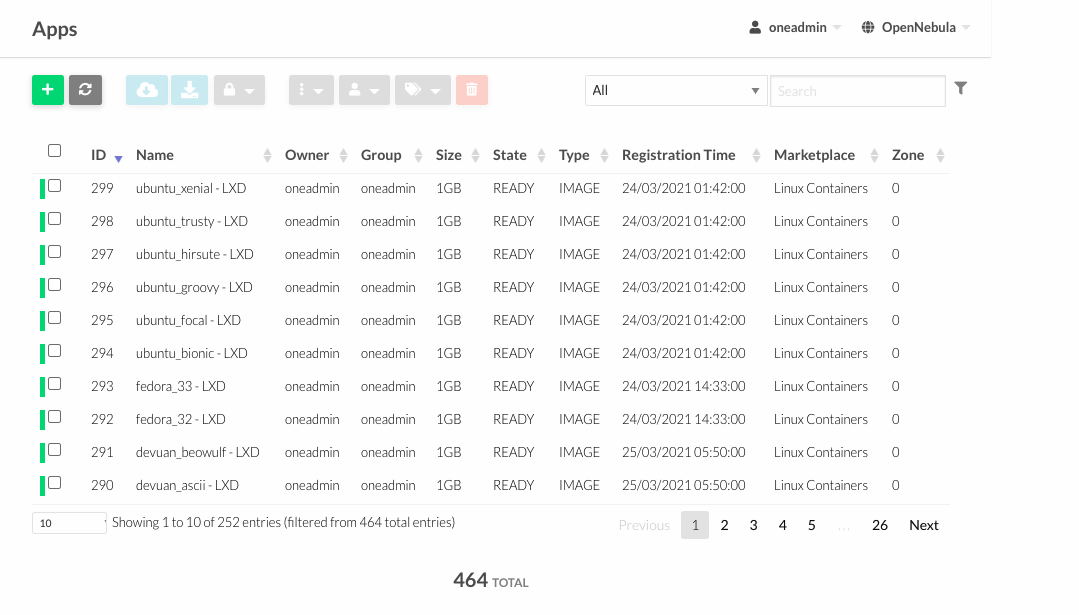 Apps
oneadmin OpenNebula
All Search
ID Name Owner Group Size State Type Registration Time Marketplace Zone
299 ubuntu_xenial - LXD oneadmin oneadmin 1GB READY IMAGE 24/03/2021 01:42:00 Linux Containers 0
298 ubuntu_trusty - LXD oneadmin oneadmin 1GB READY IMAGE 24/03/2021 01:42:00 Linux Containers 0
297 ubuntu_hirsute - LXD oneadmin oneadmin 1GB READY IMAGE 24/03/2021 01:42:00 Linux Containers 0
296 ubuntu_groovy - LXD oneadmin oneadmin 1GB READY IMAGE 24/03/2021 01:42:00 Linux Containers 0
295 ubuntu_focal - LXD oneadmin oneadmin 1GB READY IMAGE 24/03/2021 01:42:00 Linux Containers 0
294 ubuntu_bionic - LXD oneadmin oneadmin 1GB READY IMAGE 24/03/2021 01:42:00 Linux Containers 0
293 fedora_33 - LXD oneadmin oneadmin 1GB READY IMAGE 24/03/2021 14:33:00 Linux Containers 0
292 fedora_32 - LXD oneadmin oneadmin 1GB READY IMAGE 24/03/2021 14:33:00 Linux Containers 0
291 devuan_beowulf - LXD oneadmin oneadmin 1GB READY IMAGE 25/03/2021 05:50:00 Linux Containers 0
290 devuan_ascii - LXD oneadmin oneadmin 1GB READY IMAGE 25/03/2021 05:50:00 Linux Containers 0
10 Showing 1 to 10 of 252 entries (filtered from 464 total entries) Previous 1 2 3 4 5 ... 26 Next
464 TOTAL